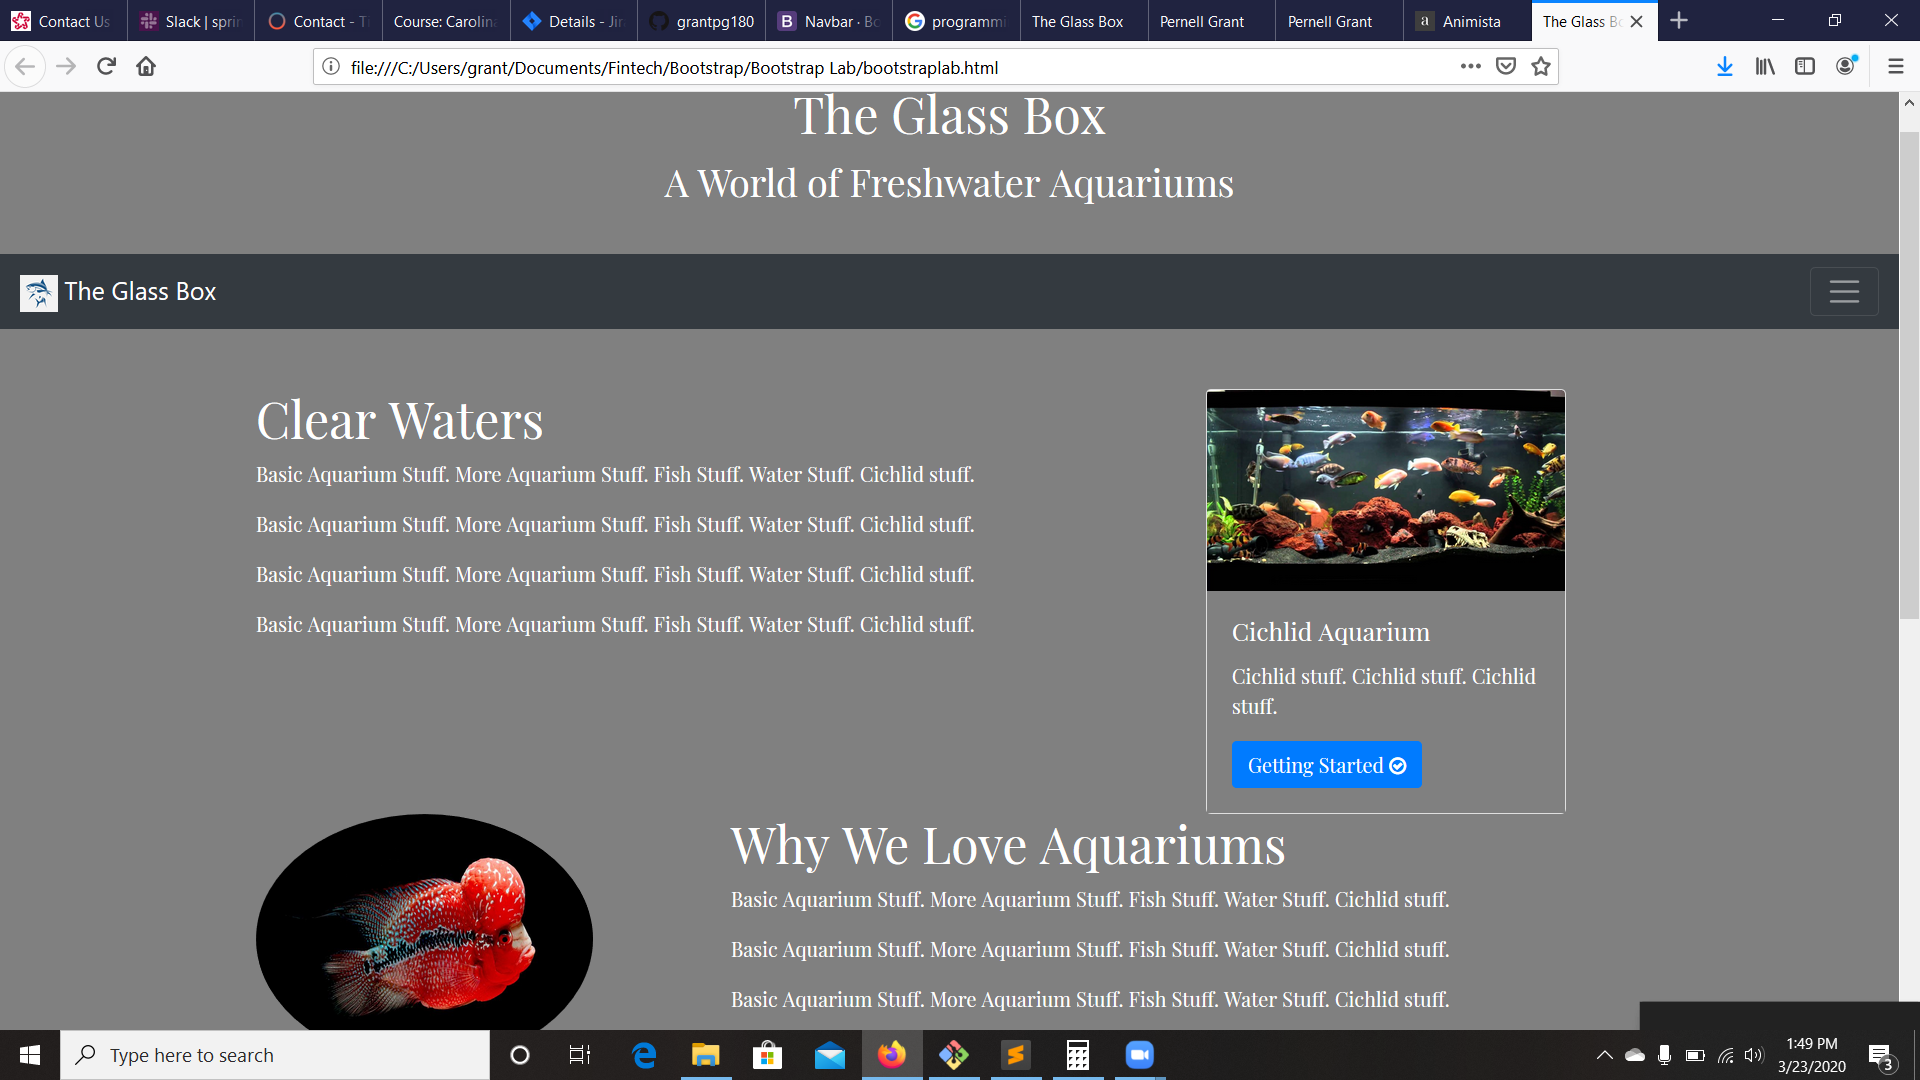 Contact Us
Slack | sprin
Contact - Ti
Course: Carolina
Details - Jir
grantpg180
Navbar · Bo
programmi
The Glass Box
Pernell Grant
Pernell Grant
a Animista
The Glass Bo
file:///C:/Users/grant/Documents/Fintech/Bootstrap/Bootstrap Lab/bootstraplab.html
The Glass Box
A World of Freshwater Aquariums
The Glass Box
Clear Waters
Basic Aquarium Stuff. More Aquarium Stuff. Fish Stuff. Water Stuff. Cichlid stuff.
Basic Aquarium Stuff. More Aquarium Stuff. Fish Stuff. Water Stuff. Cichlid stuff.
Basic Aquarium Stuff. More Aquarium Stuff. Fish Stuff. Water Stuff. Cichlid stuff.
Basic Aquarium Stuff. More Aquarium Stuff. Fish Stuff. Water Stuff. Cichlid stuff.
Cichlid Aquarium
Cichlid stuff. Cichlid stuff. Cichlid
stuff.
Getting Started
Why We Love Aquariums
Basic Aquarium Stuff. More Aquarium Stuff. Fish Stuff. Water Stuff. Cichlid stuff.
Basic Aquarium Stuff. More Aquarium Stuff. Fish Stuff. Water Stuff. Cichlid stuff.
Basic Aquarium Stuff. More Aquarium Stuff. Fish Stuff. Water Stuff. Cichlid stuff.
Type here to search
1:49 PM
3/23/2020
3